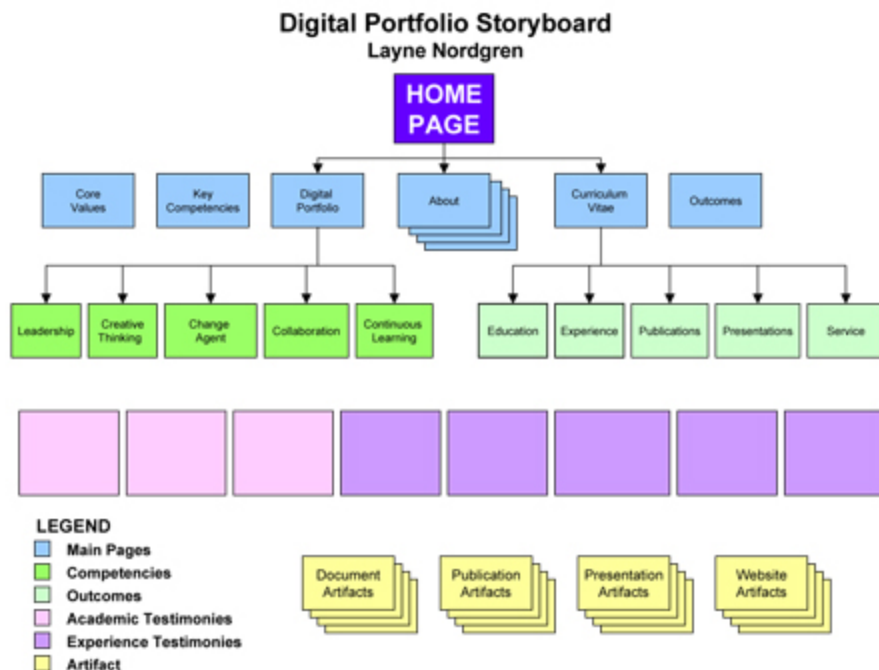 Digital Portfolio Storyboard
Layne Nordgren
HOME
PAGE
Core
Values
Key
Competencies
Digital
Portfolio
About
Curriculum
Vitae
Outcomes
Leadership
Creative
Thinking
Change
Agent
Collaboration
Continuous
Learning
Education
Experience
Publications
Presentations
Service
LEGEND
Main Pages
Competencies
Outcomes
Academic Testimonies
Experience Testimonies
Artifact
Document
Artifacts
Publication
Artifacts
Presentation
Artifacts
Website
Artifacts